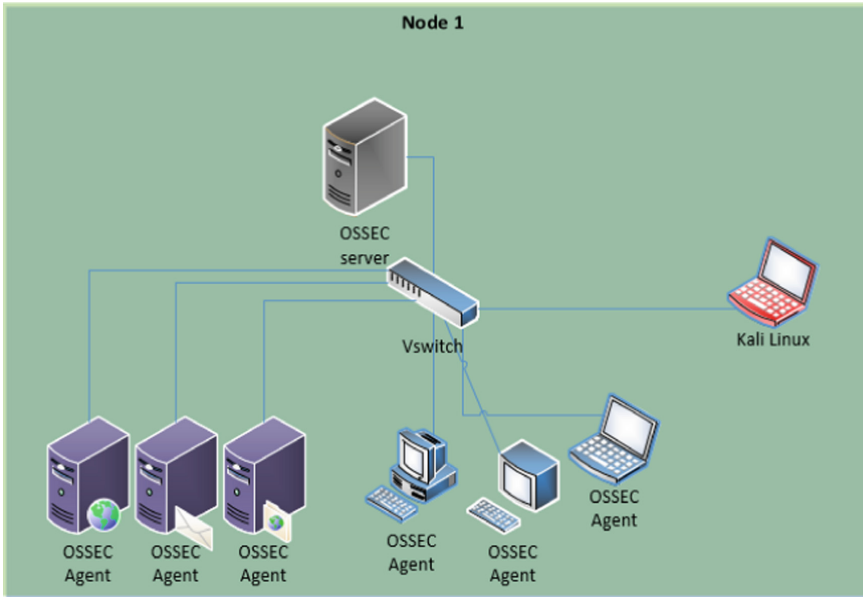 Node 1
OSSEC
server
Vswitch
Kali Linux
OSSEC
Agent
OSSEC
Agent
OSSEC
Agent
OSSEC
Agent
OSSEC
Agent
OSSEC
Agent